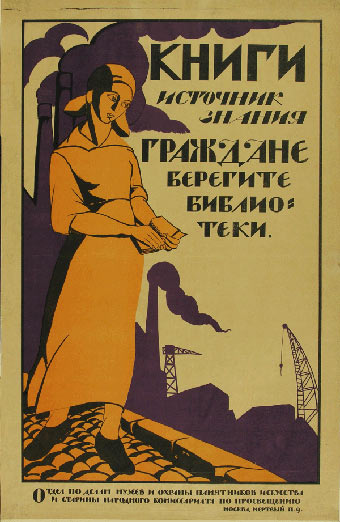 КНИГИ
ИСТОЧНИК
ЗНАНИЯ
ГРАЖДАНЕ
БЕРЕГИТЕ
БИБЛИО=
ТЕКИ.
ОТДЕЛ ПО ДЕЛАМ МУЗЕЕВ И ОХРАНЫ ПАМЯТНИКОВ ИСКУССТВА
И СТАРИНЫ НАРОДНОГО КОМИССАРИАТА ПО ПРОСВЕЩЕНИЮ
МОСКВА, МЕРТВЫЙ П. 9.